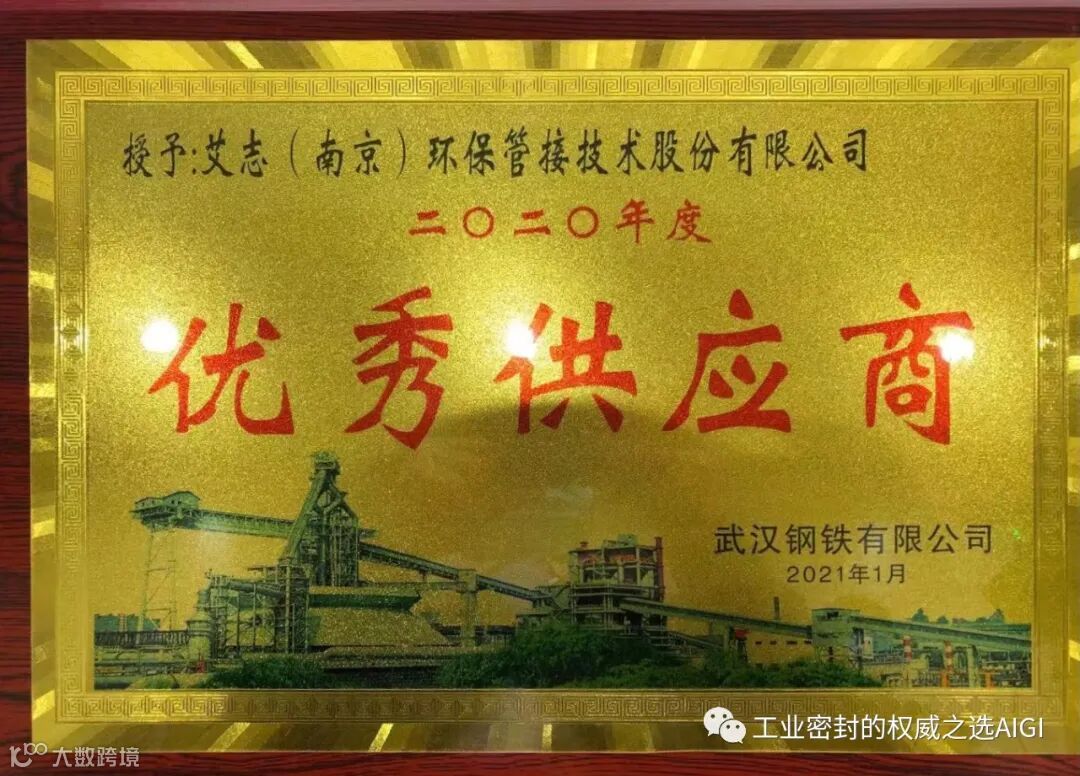 授予:艾志（南京）环保管接技术股份有限公司
二〇二〇年度
优秀供应商
武汉钢铁有限公司
2021年1月
工业密封的权威之选AIGI
大数跨境